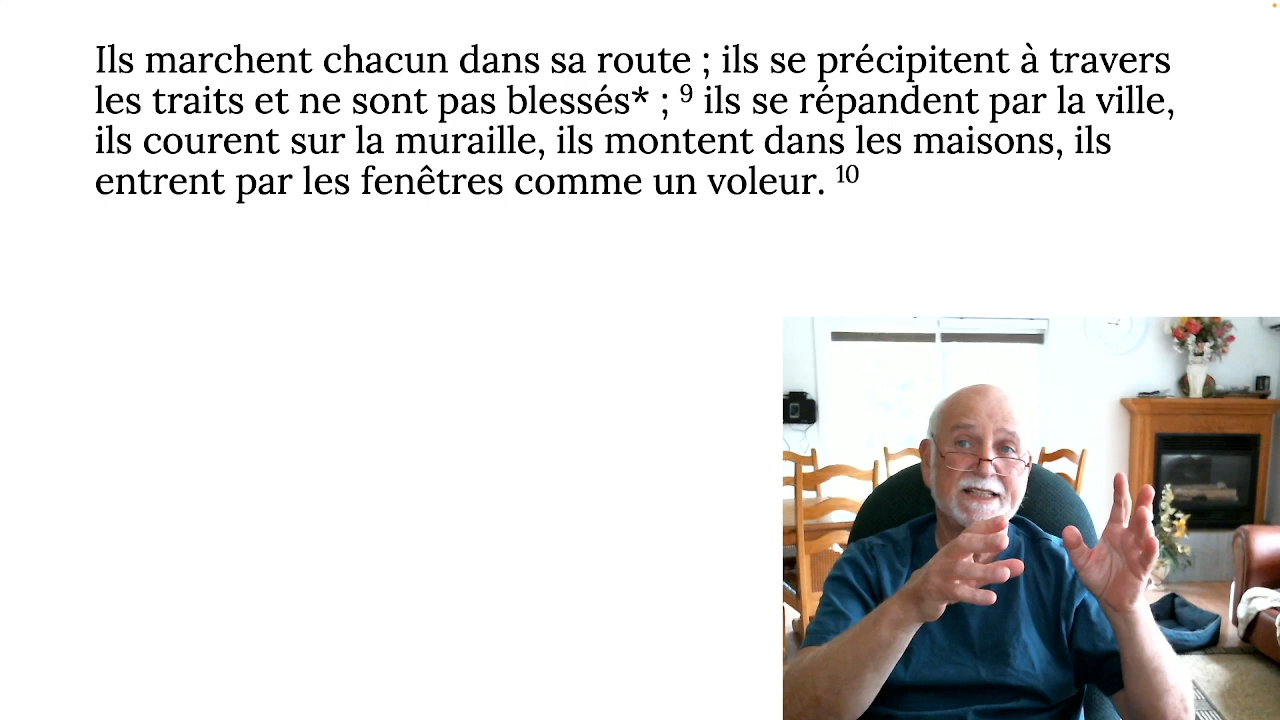 Ils marchent chacun dans sa route ; ils se précipitent à travers
les traits et ne sont pas blessés* ; ⁹ ils se répandent par la ville,
ils courent sur la muraille, ils montent dans les maisons, ils
entrent par les fenêtres comme un voleur. ¹⁰